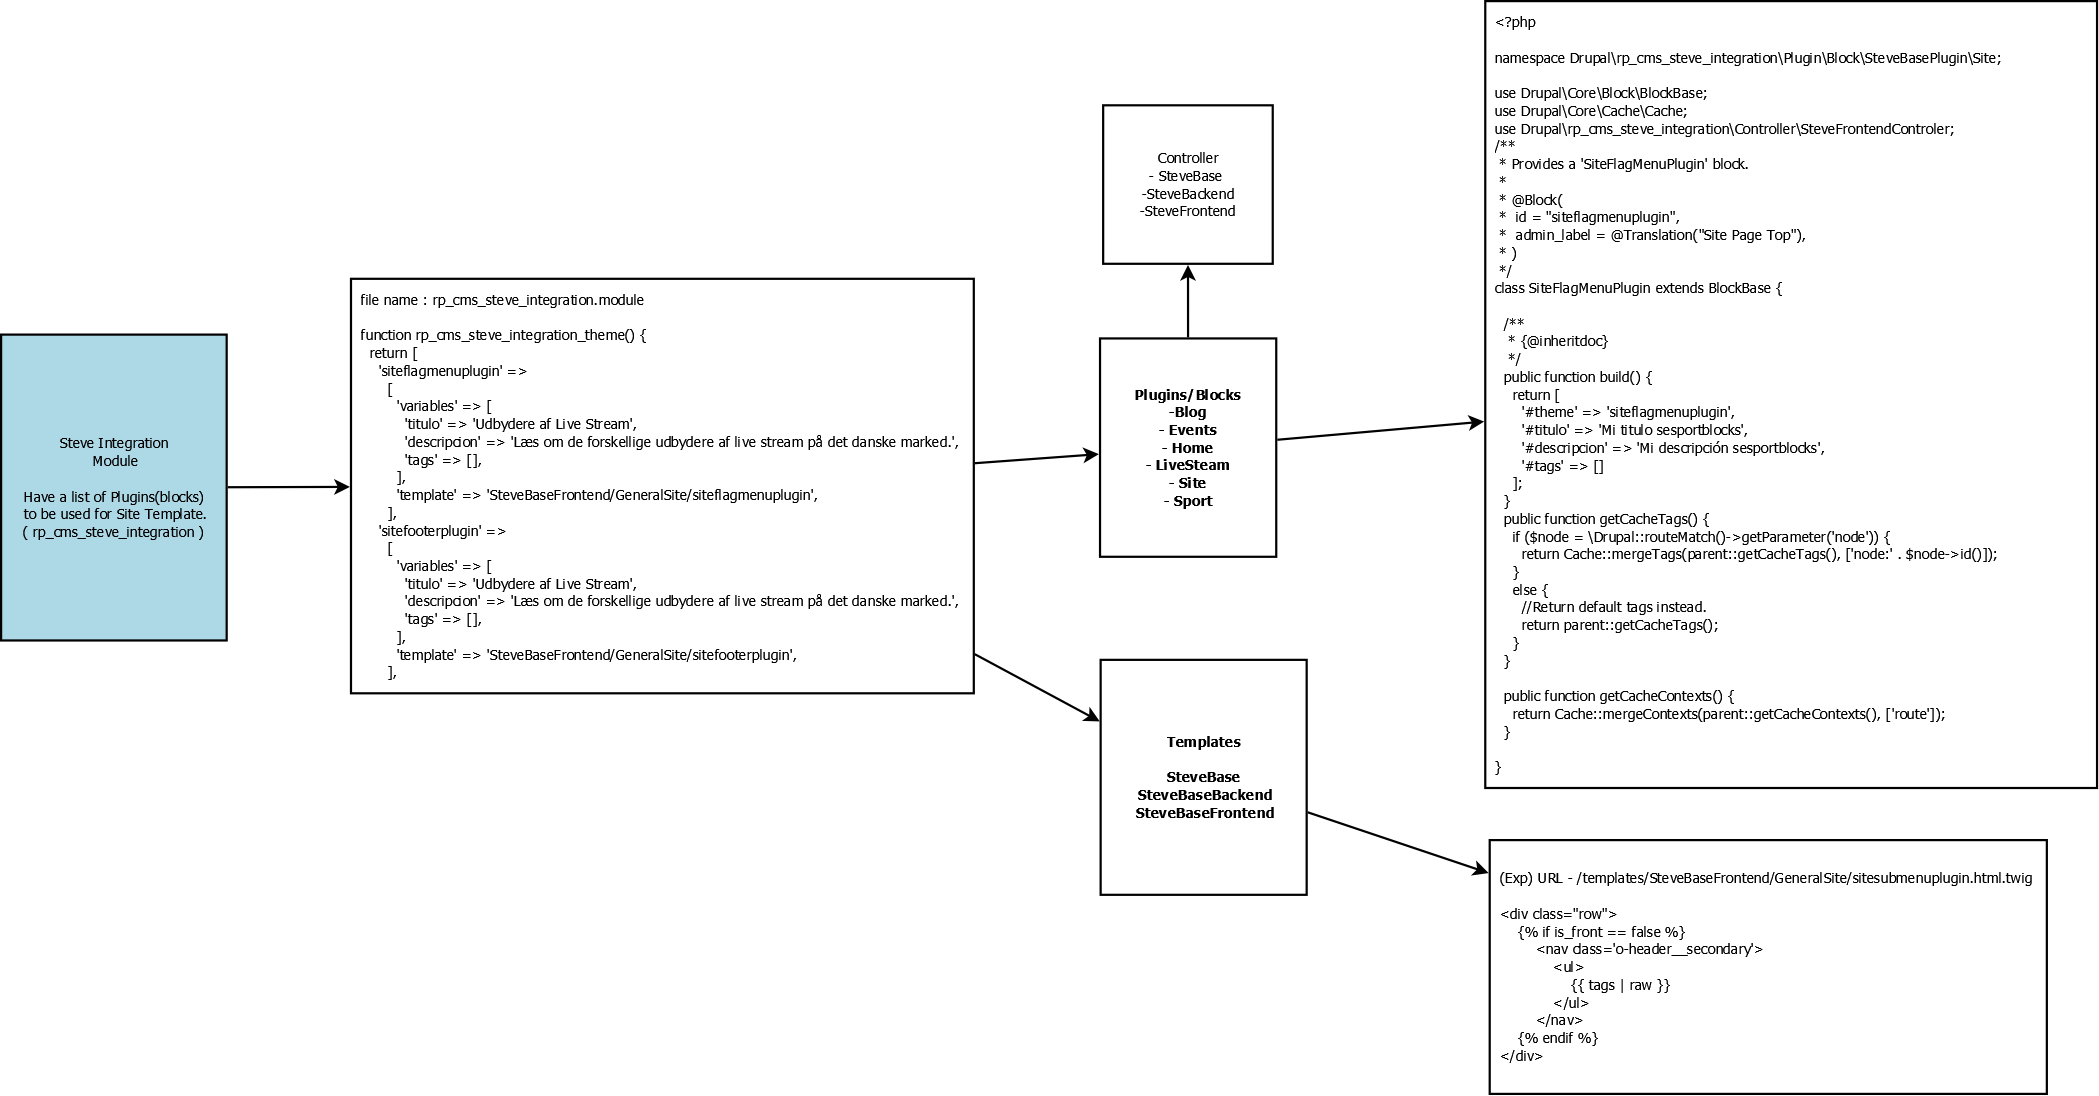 Steve Integration
Module
Have a list of Plugins(blocks)
to be used for Site Template.
( rp_cms_steve_integration )
file name : rp_cms_steve_integration.module
function rp_cms_steve_integration_theme() {
return [
'siteflagmenuplugin' =>
[
'variables' => [
'titulo' => 'Udbydere af Live Stream',
'descripcion' => 'Læs om de forskellige udbydere af live stream på det danske marked.',
'tags' => [],
],
'template' => 'SteveBaseFrontend/GeneralSite/siteflagmenuplugin',
],
'sitefooterplugin' =>
[
'variables' => [
'titulo' => 'Udbydere af Live Stream',
'descripcion' => 'Læs om de forskellige udbydere af live stream på det danske marked.',
'tags' => [],
],
'template' => 'SteveBaseFrontend/GeneralSite/sitefooterplugin',
],
Controller
- SteveBase
-SteveBackend
-SteveFrontend
Plugins/Blocks
-Blog
- Events
- Home
- LiveSteam
- Site
- Sport
Templates
SteveBase
SteveBaseBackend
SteveBaseFrontend
<?php
namespace Drupal\rp_cms_steve_integration\Plugin\Block\SteveBasePlugin\Site;
use Drupal\Core\Block\BlockBase;
use Drupal\Core\Cache\Cache;
use Drupal\rp_cms_steve_integration\Controller\SteveFrontendControler;
/**
* Provides a 'SiteFlagMenuPlugin' block.
*
* @Block(
* id = "siteflagmenuplugin",
* admin_label = @Translation("Site Page Top"),
* )
*/
class SiteFlagMenuPlugin extends BlockBase {
/**
* {@inheritdoc}
*/
public function build() {
return [
'#theme' => 'siteflagmenuplugin',
'#titulo' => 'Mi titulo sesportblocks',
'#descripcion' => 'Mi descripción sesportblocks',
'#tags' => []
];
}
public function getCacheTags() {
if ($node = \Drupal::routeMatch()->getParameter('node')) {
return Cache::mergeTags(parent::getCacheTags(), ['node:' . $node->id()]);
}
else {
//Return default tags instead.
return parent::getCacheTags();
}
}
public function getCacheContexts() {
return Cache::mergeContexts(parent::getCacheContexts(), ['route']);
}
}
(Exp) URL - /templates/SteveBaseFrontend/GeneralSite/sitesubmenuplugin.html.twig
<div class="row">
{% if is_front == false %}
<nav class='o-header__secondary'>
<ul>
{{ tags | raw }}
</ul>
</nav>
{% endif %}
</div>